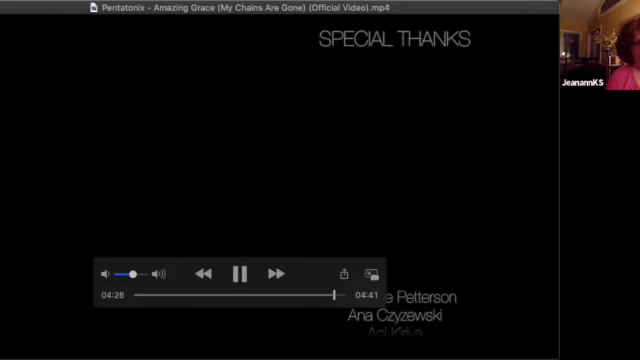 Pentatonix - Amazing Grace (My Chains Are Gone) (Official Video).mp4
SPECIAL THANKS
JeanannKS
04:26
04:41
Petterson
Ana Czyzewski